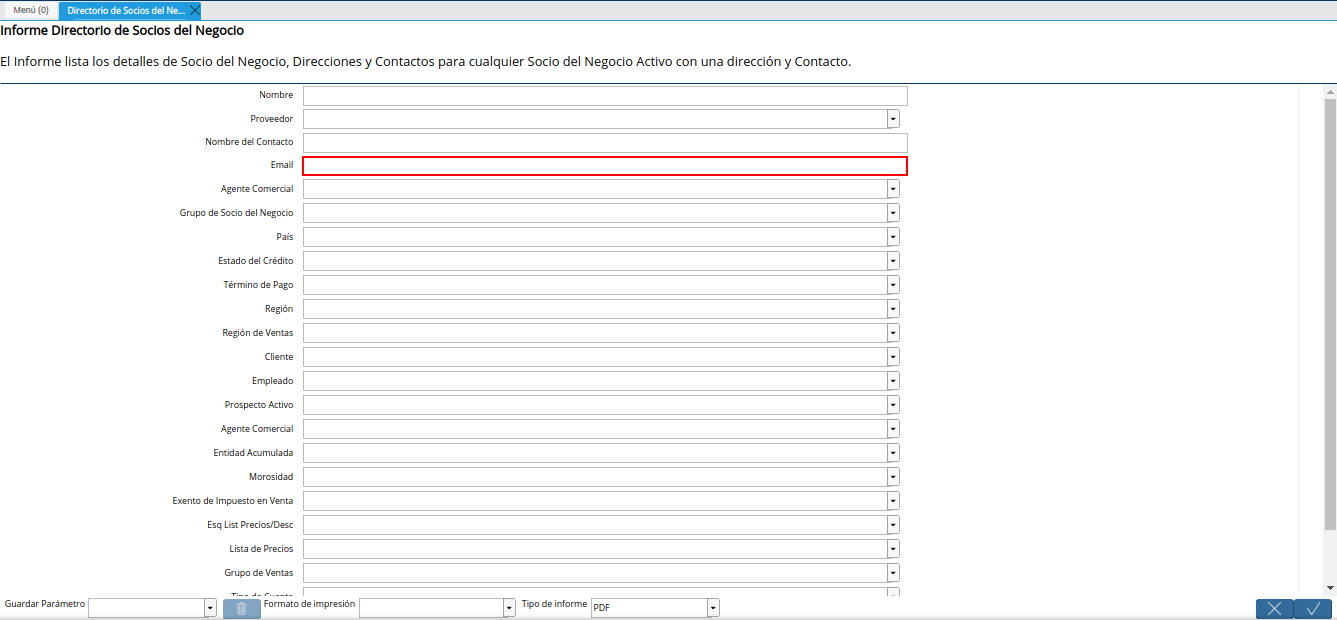 Menú (0)
Directorio de Socios del Ne...
Informe Directorio de Socios del Negocio
El Informe lista los detalles de Socio del Negocio, Direcciones y Contactos para cualquier Socio del Negocio Activo con una dirección y Contacto.
Nombre
Proveedor
Nombre del Contacto
Email
Agente Comercial
Grupo de Socio del Negocio
País
Estado del Crédito
Término de Pago
Región
Región de Ventas
Cliente
Empleado
Prospecto Activo
Agente Comercial
Entidad Acumulada
Morosidad
Exento de Impuesto en Venta
Esq List Precios/Desc
Lista de Precios
Grupo de Ventas
Tipo de Cuenta
Guardar Parámetro
Formato de impresión
Tipo de informe
PDF